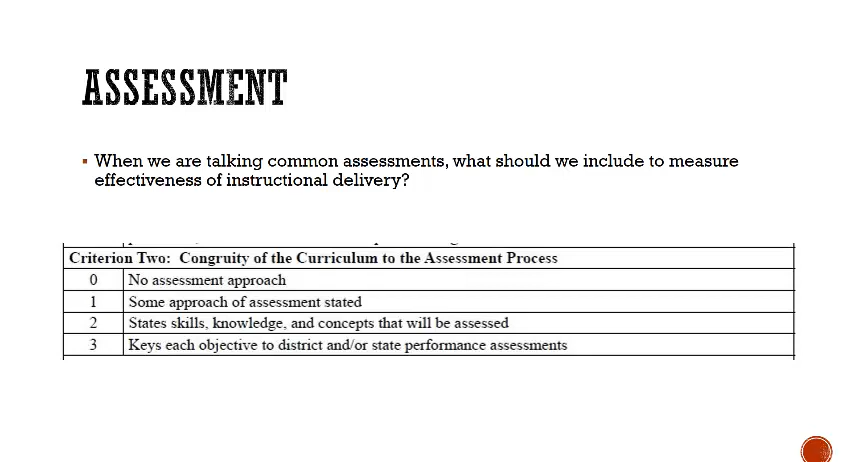 ASSESSMENT
▪ When we are talking common assessments, what should we include to measure
effectiveness of instructional delivery?
Criterion Two: Congruity of the Curriculum to the Assessment Process
0 No assessment approach
1 Some approach of assessment stated
2 States skills, knowledge, and concepts that will be assessed
3 Keys each objective to district and/or state performance assessments